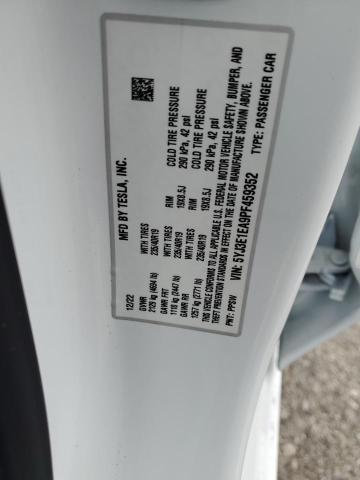 MFD BY TESLA, INC.
12/22
GVWR
2129 kg (4694 lb)
GAWR FRT
1118 kg (2447 lb) WITH TIRES 235/40R19 RIM 19X8.5J COLD TIRE PRESSURE 290 kPa, 42 psi
GAWR RR
1257 kg (2771 lb) WITH TIRES 235/40R19 RIM 19X8.5J COLD TIRE PRESSURE 290 kPa, 42 psi
THIS VEHICLE CONFORMS TO ALL APPLICABLE U.S. FEDERAL MOTOR VEHICLE SAFETY, BUMPER, AND
THEFT PREVENTION STANDARDS IN EFFECT ON THE DATE OF MANUFACTURE SHOWN ABOVE.
PNT: PPSW VIN: 5YJ3E1EA9PF459352 TYPE: PASSENGER CAR